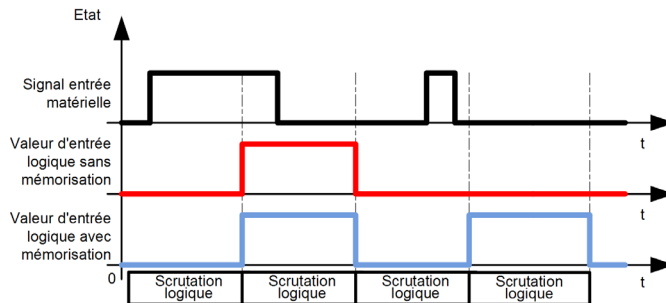 Etat
Signal entrée
matérielle
t
Valeur d'entrée
logique sans
mémorisation
t
Valeur d'entrée
logique avec
mémorisation
t
0
Scrutation
logique
Scrutation
logique
Scrutation
logique
Scrutation
logique